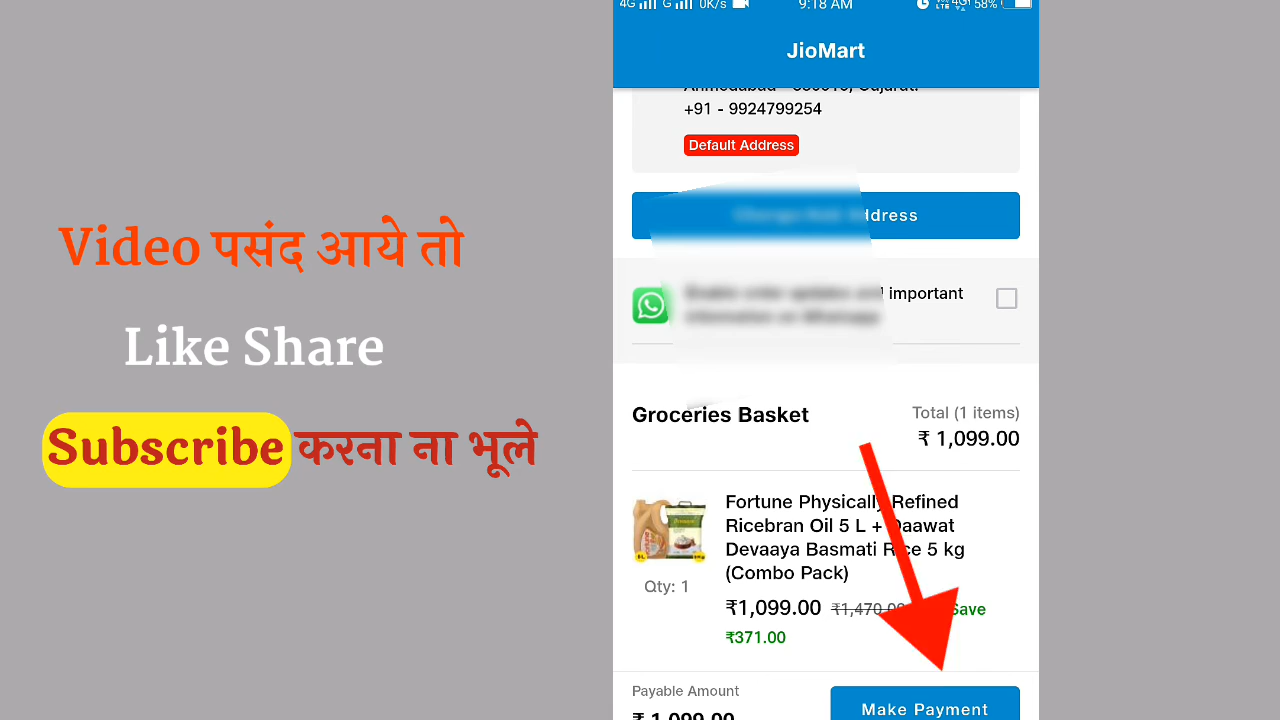 Video पसंद आये तो
Like Share
Subscribe करना ना भूले
4G G 0K/s 9:18 AM 4G 58%
JioMart
+91 - 9924799254
Default Address
important
Groceries Basket
Total (1 items)
₹ 1,099.00
Fortune Physically Refined
Ricebran Oil 5 L + Daawat
Devaaya Basmati Rice 5 kg
(Combo Pack)
Qty: 1
₹1,099.00 ₹1,470.00 Save
₹371.00
Payable Amount
₹ 1,099.00
Make Payment